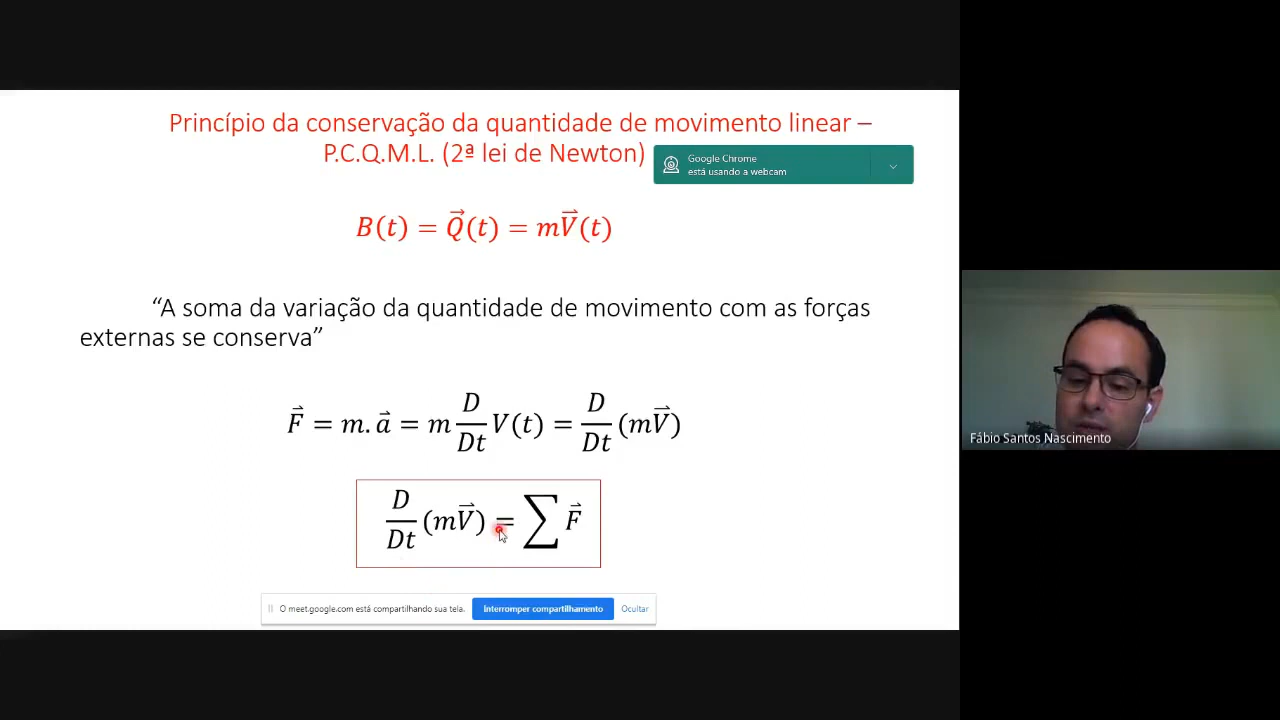 Princípio da conservação da quantidade de movimento linear –
P.C.Q.M.L. (2ª lei de Newton)
Google Chrome
está usando a webcam
B(t) = Q⃗(t) = mV⃗(t)
“A soma da variação da quantidade de movimento com as forças
externas se conserva”
F⃗ = m. a⃗ = m D/Dt V(t) = D/Dt (mV⃗)
D/Dt (mV⃗) = ∑ F⃗
Fábio Santos Nascimento
O meet.google.com está compartilhando sua tela. Interromper compartilhamento Ocultar